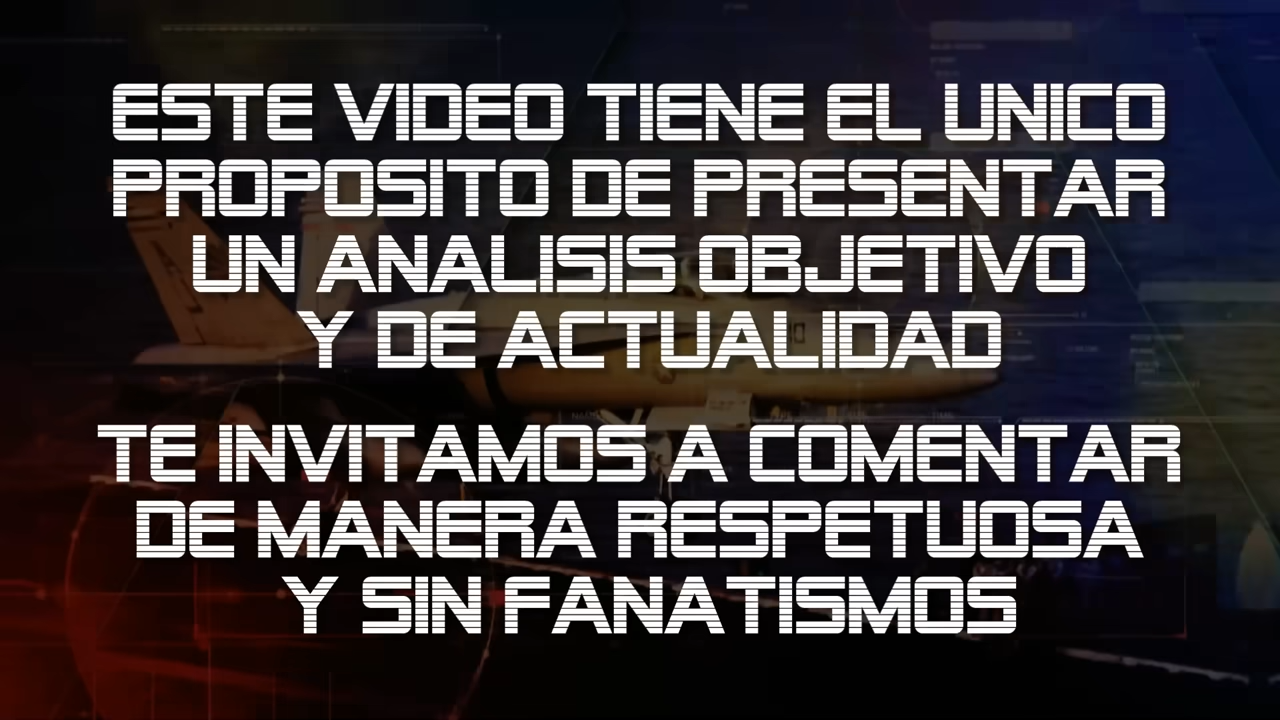 ESTE VIDEO TIENE EL UNICO
PROPOSITO DE PRESENTAR
UN ANALISIS OBJETIVO
Y DE ACTUALIDAD
TE INVITAMOS A COMENTAR
DE MANERA RESPETUOSA
Y SIN FANATISMOS